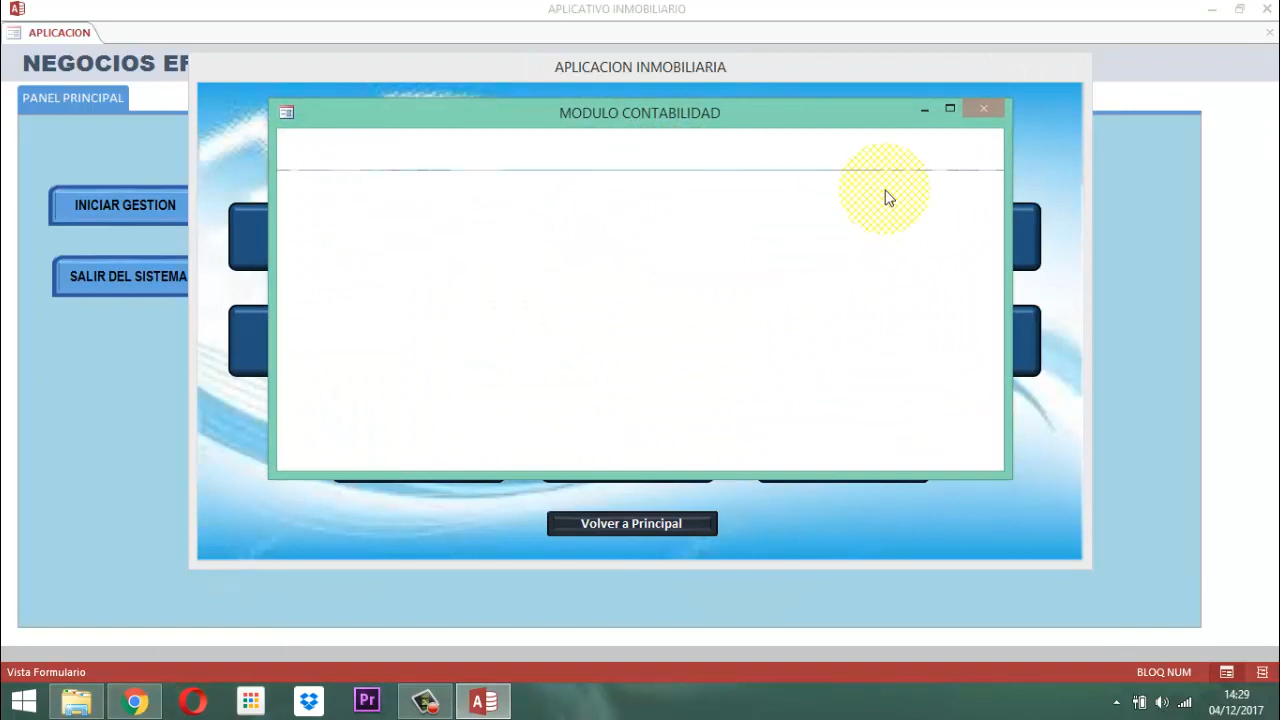 APLICATIVO INMOBILIARIO
APLICACION
NEGOCIOS EF
PANEL PRINCIPAL
INICIAR GESTION
SALIR DEL SISTEMA
APLICACION INMOBILIARIA
MODULO CONTABILIDAD
Volver a Principal
Vista Formulario
BLOQ NUM
Pr
14:29
04/12/2017